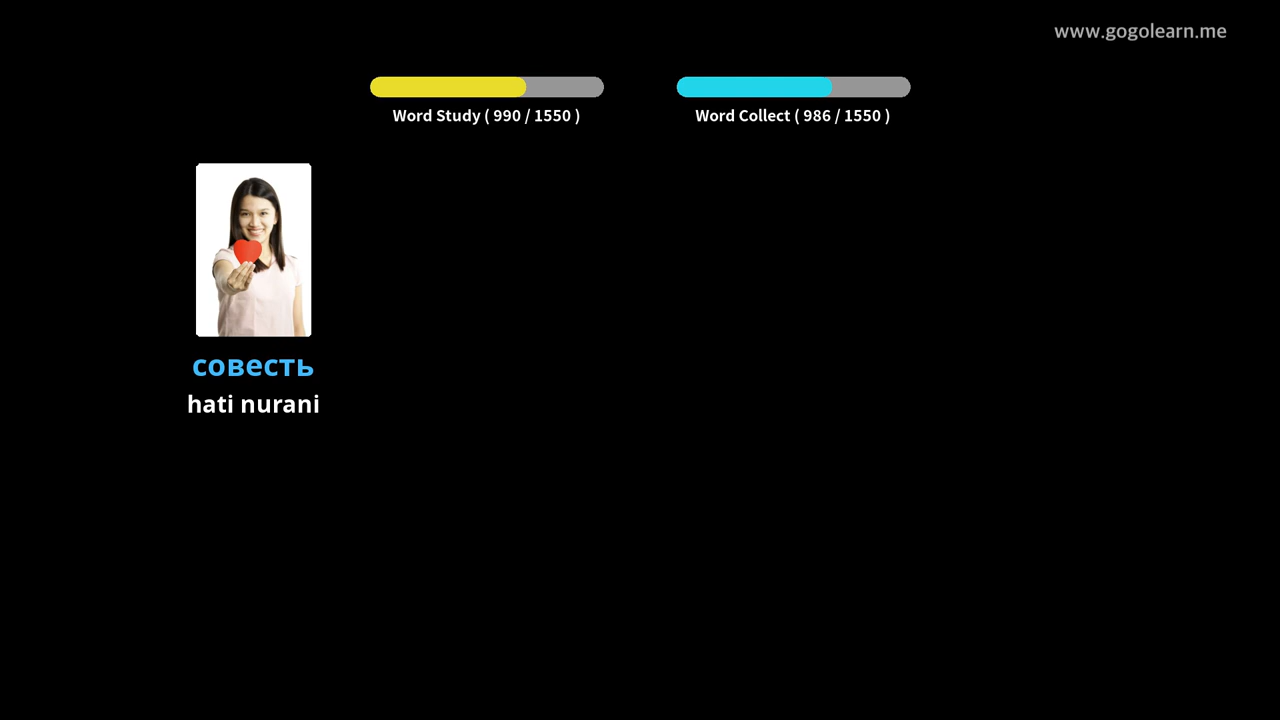 www.gogolearn.me
Word Study ( 990 / 1550 )
Word Collect ( 986 / 1550 )
совесть
hati nurani